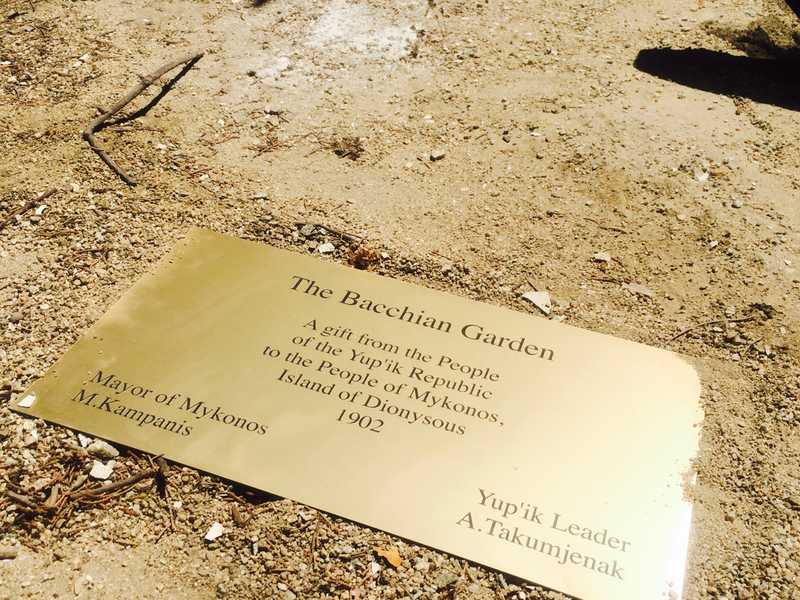 The Bacchian Garden
A gift from the People
of the Yup'ik Republic
to the People of Mykonos,
Island of Dionysous
1902
Mayor of Mykonos
M.Kampanis
Yup'ik Leader
A.Takumjenak